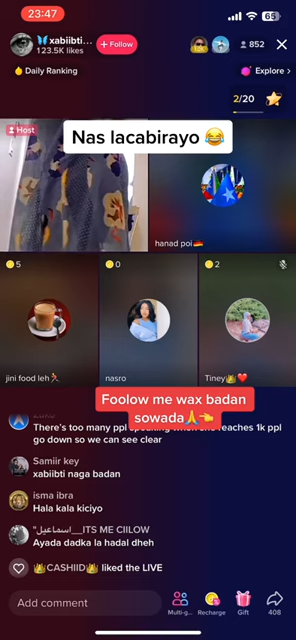 23:47
65
xabiibti...
123.5K likes
+ Follow
852
Daily Ranking
Explore >
2/20
Host
Nas lacabirayo 😂
hanad poi🇩🇪
5
0
2
jini food leh🏃
nasro
Tiney👑❤️
Foolow me wax badan
sowada🙏👈
There's too many ppl speaking when she reaches 1k ppl
go down so we can see clear
Samiir key
xabiibti naga badan
isma ibra
Hala kala kiciyo
"اسماعيل__ITS ME CIILOW
Ayada dadka la hadal dheh
👑CASHIID👑 liked the LIVE
Add comment
Multi-g...
Recharge
Gift
408